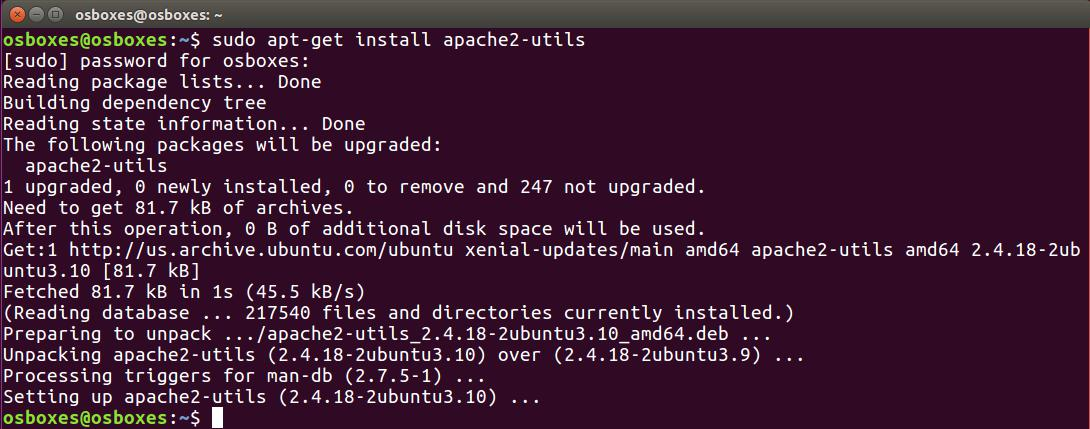 osboxes@osboxes: ~
osboxes@osboxes:~$ sudo apt-get install apache2-utils
[sudo] password for osboxes:
Reading package lists... Done
Building dependency tree
Reading state information... Done
The following packages will be upgraded:
  apache2-utils
1 upgraded, 0 newly installed, 0 to remove and 247 not upgraded.
Need to get 81.7 kB of archives.
After this operation, 0 B of additional disk space will be used.
Get:1 http://us.archive.ubuntu.com/ubuntu xenial-updates/main amd64 apache2-utils amd64 2.4.18-2ub
untu3.10 [81.7 kB]
Fetched 81.7 kB in 1s (45.5 kB/s)
(Reading database ... 217540 files and directories currently installed.)
Preparing to unpack .../apache2-utils_2.4.18-2ubuntu3.10_amd64.deb ...
Unpacking apache2-utils (2.4.18-2ubuntu3.10) over (2.4.18-2ubuntu3.9) ...
Processing triggers for man-db (2.7.5-1) ...
Setting up apache2-utils (2.4.18-2ubuntu3.10) ...
osboxes@osboxes:~$